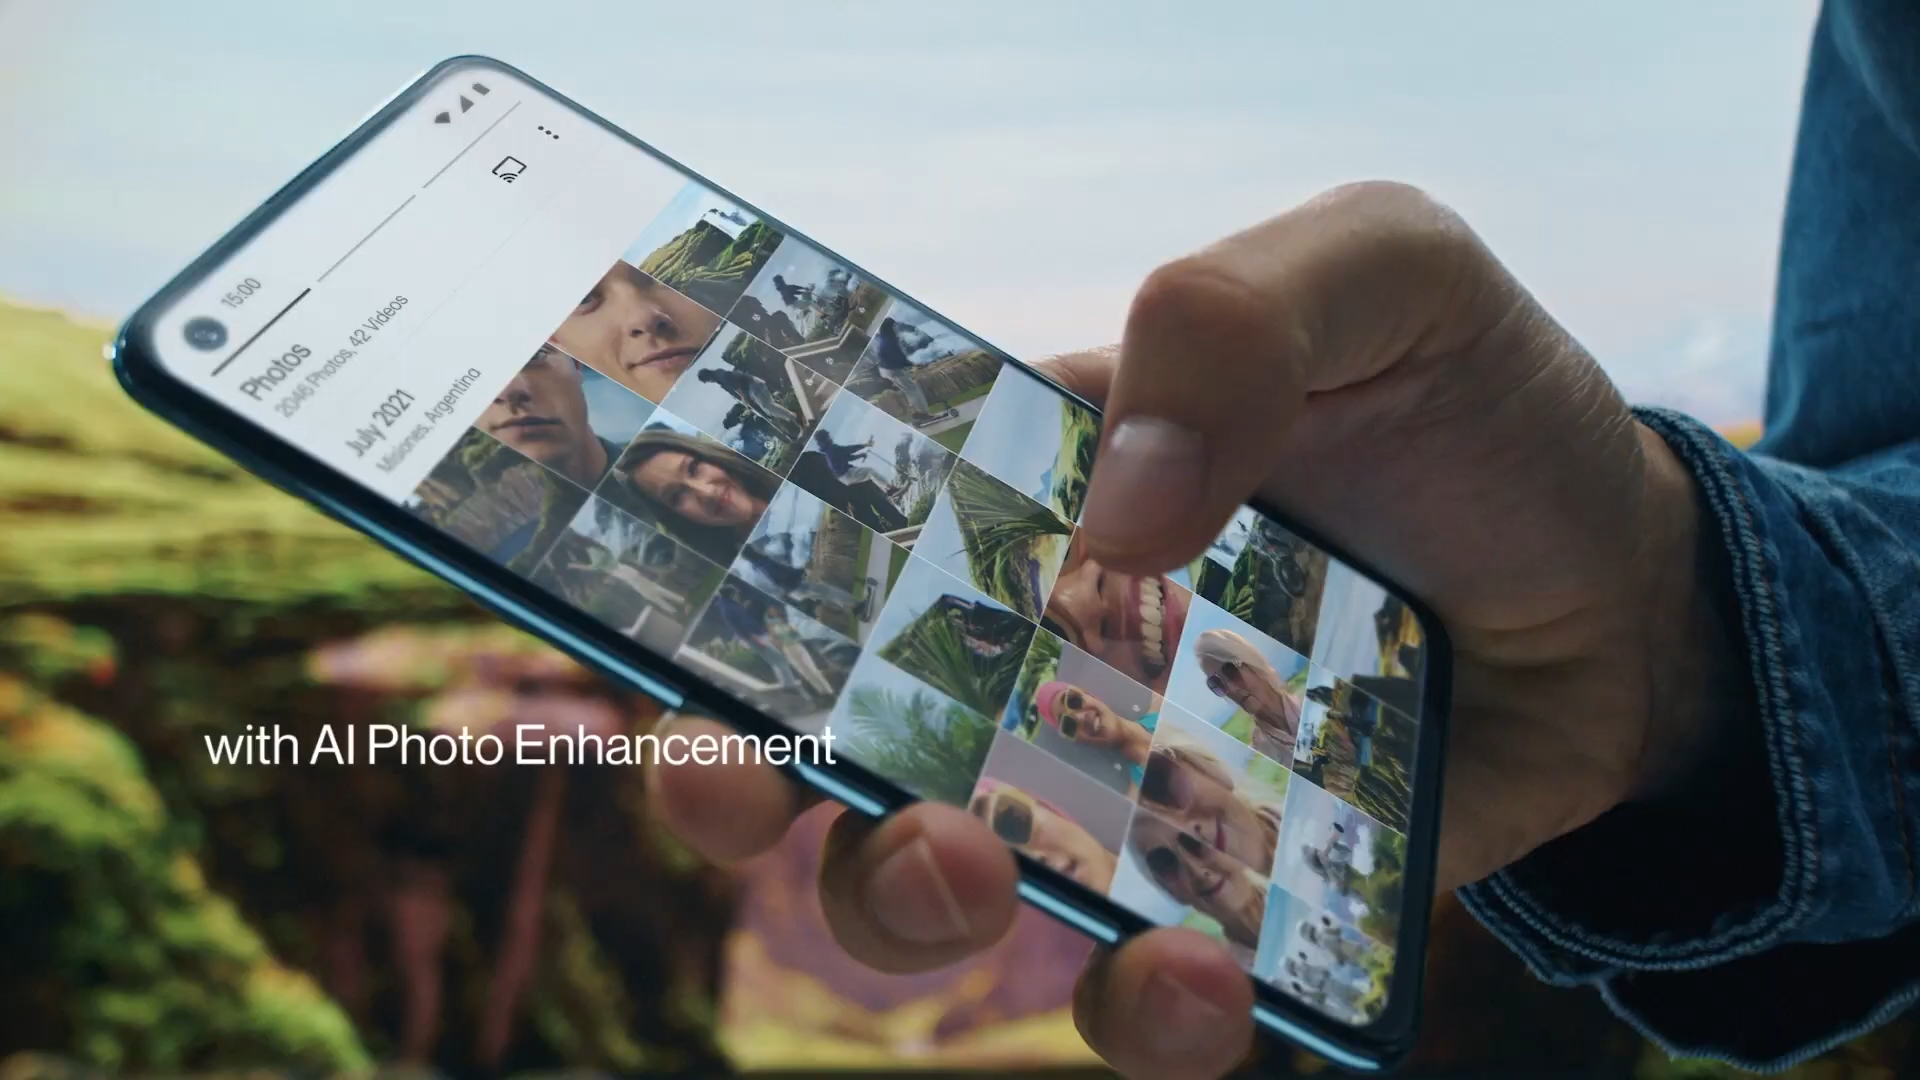 15:00
Photos
2046 Photos, 42 Videos
July 2021
Misiones, Argentina
with AI Photo Enhancement